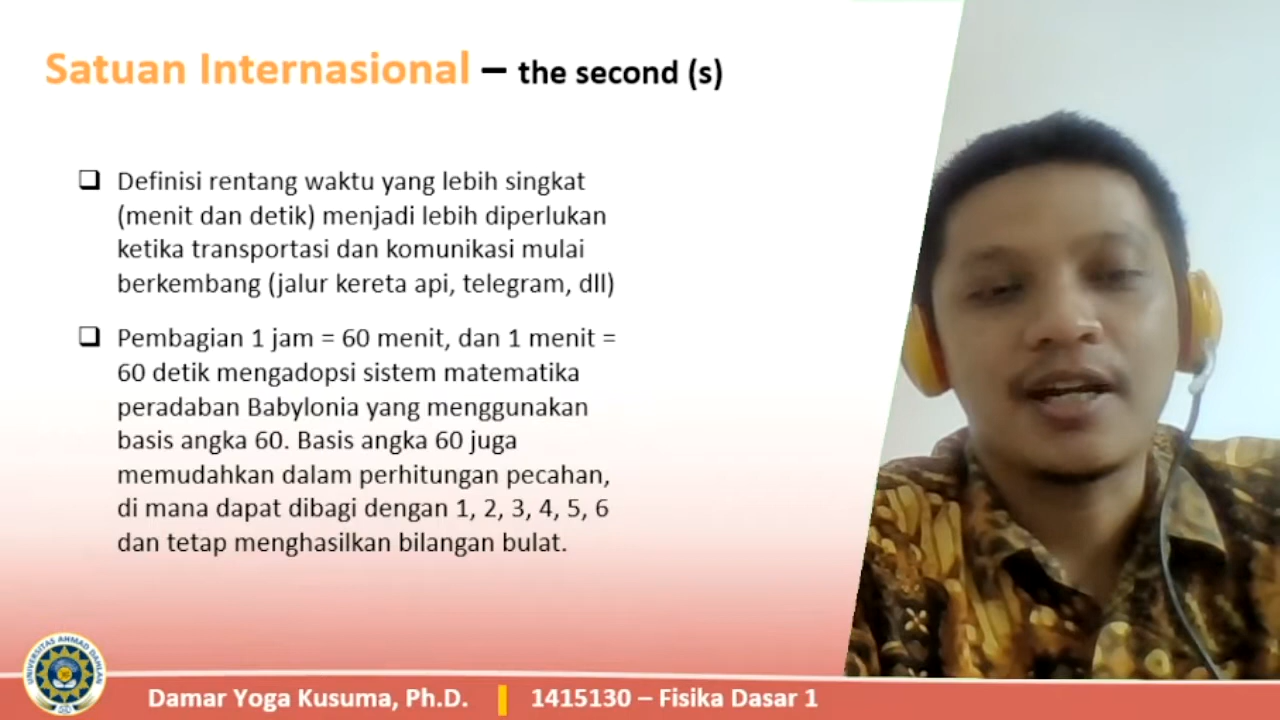 Satuan Internasional – the second (s)
❑ Definisi rentang waktu yang lebih singkat
(menit dan detik) menjadi lebih diperlukan
ketika transportasi dan komunikasi mulai
berkembang (jalur kereta api, telegram, dll)
❑ Pembagian 1 jam = 60 menit, dan 1 menit =
60 detik mengadopsi sistem matematika
peradaban Babylonia yang menggunakan
basis angka 60. Basis angka 60 juga
memudahkan dalam perhitungan pecahan,
di mana dapat dibagi dengan 1, 2, 3, 4, 5, 6
dan tetap menghasilkan bilangan bulat.
UNIVERSITAS AHMAD DAHLAN
Damar Yoga Kusuma, Ph.D. | 1415130 – Fisika Dasar 1